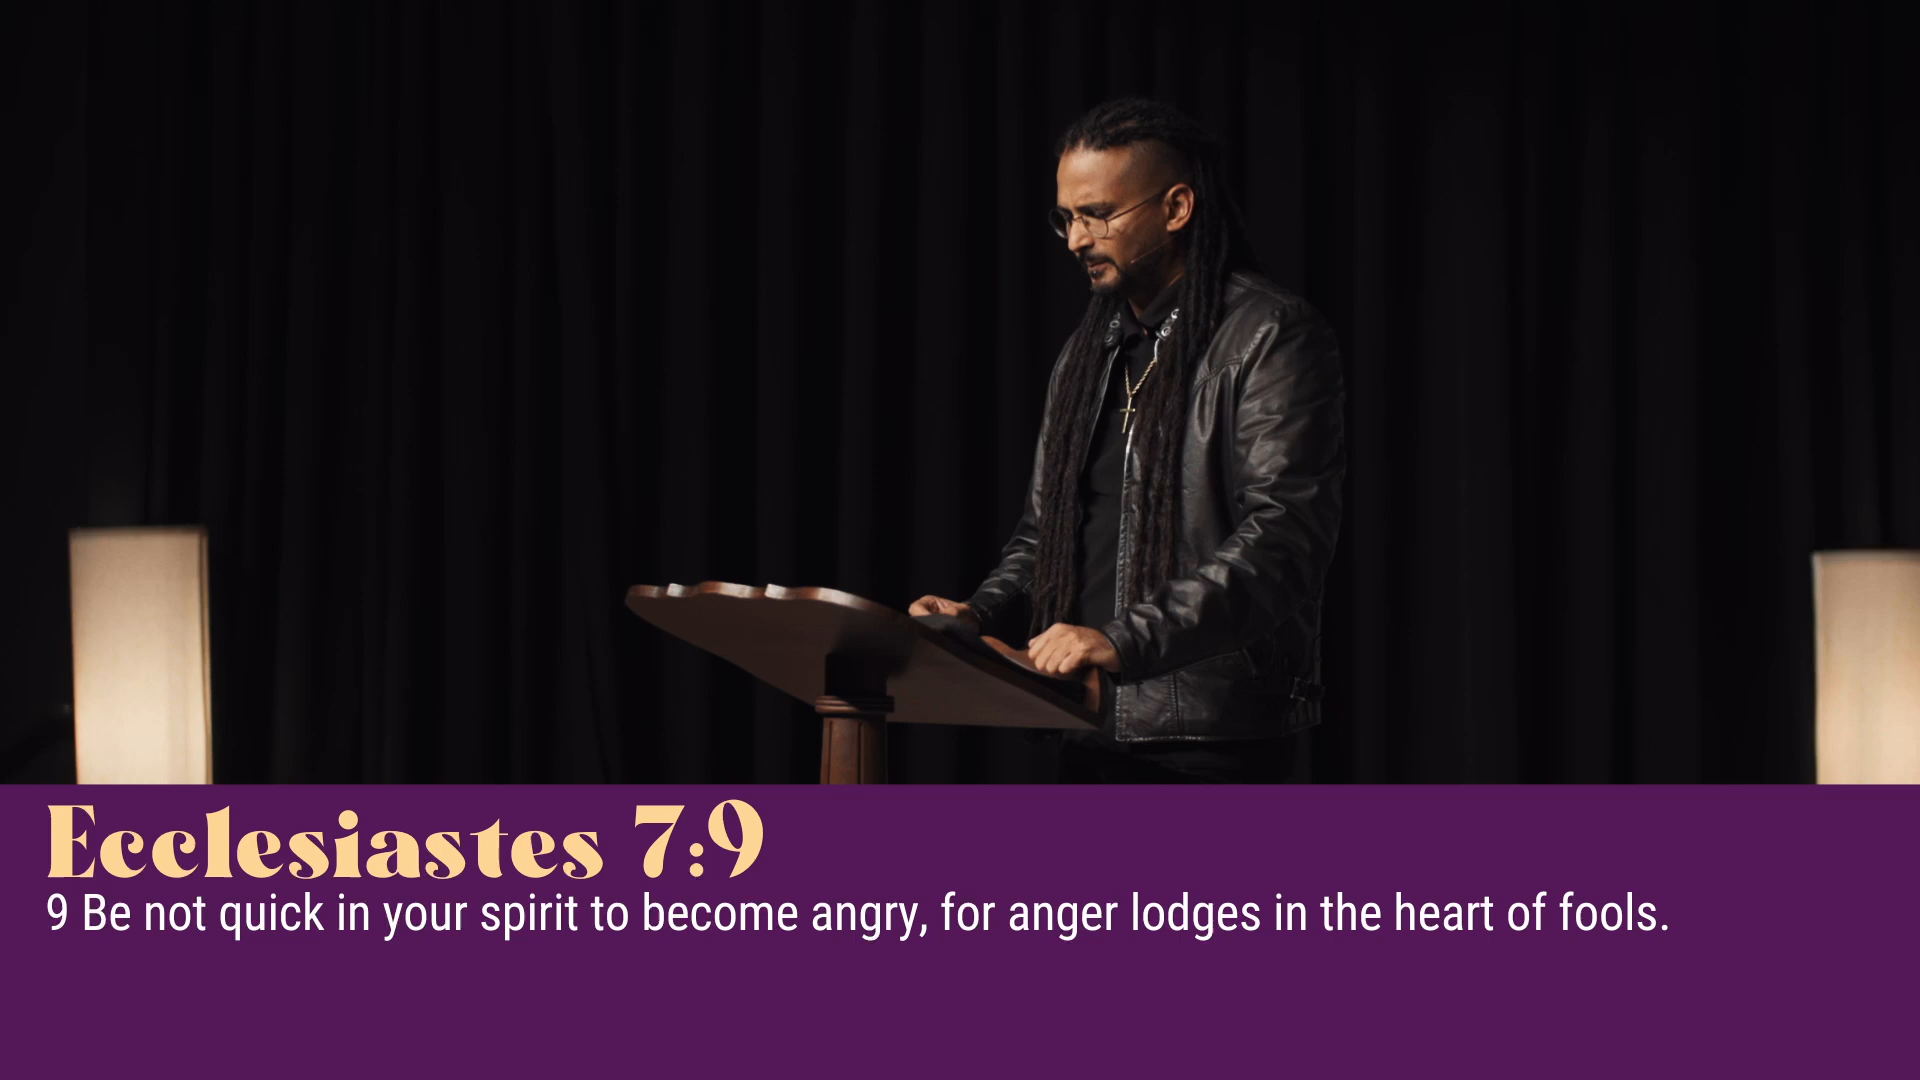 Ecclesiastes 7:9
9 Be not quick in your spirit to become angry, for anger lodges in the heart of fools.